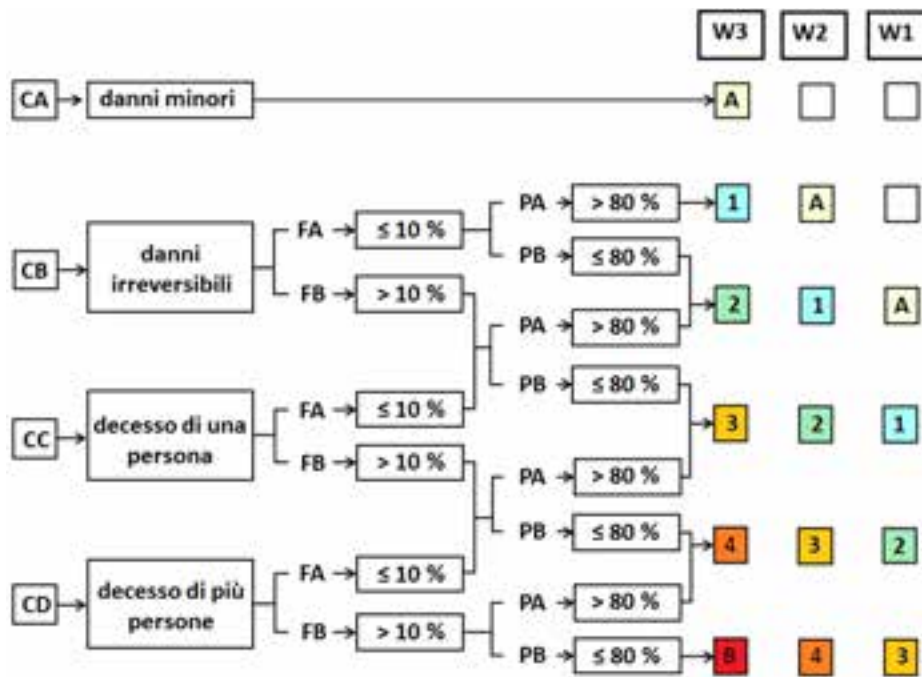 W3 W2 W1
CA danni minori A
PA > 80 % 1 A
FA ≤ 10 %
CB danni irreversibili
PB ≤ 80 %
FB > 10 %
2 1 A
PA > 80 %
PB ≤ 80 %
FA ≤ 10 %
CC decesso di una persona
3 2 1
FB > 10 %
PA > 80 %
PB ≤ 80 %
4 3 2
FA ≤ 10 %
CD decesso di più persone
PA > 80 %
FB > 10 %
PB ≤ 80 %
B 4 3